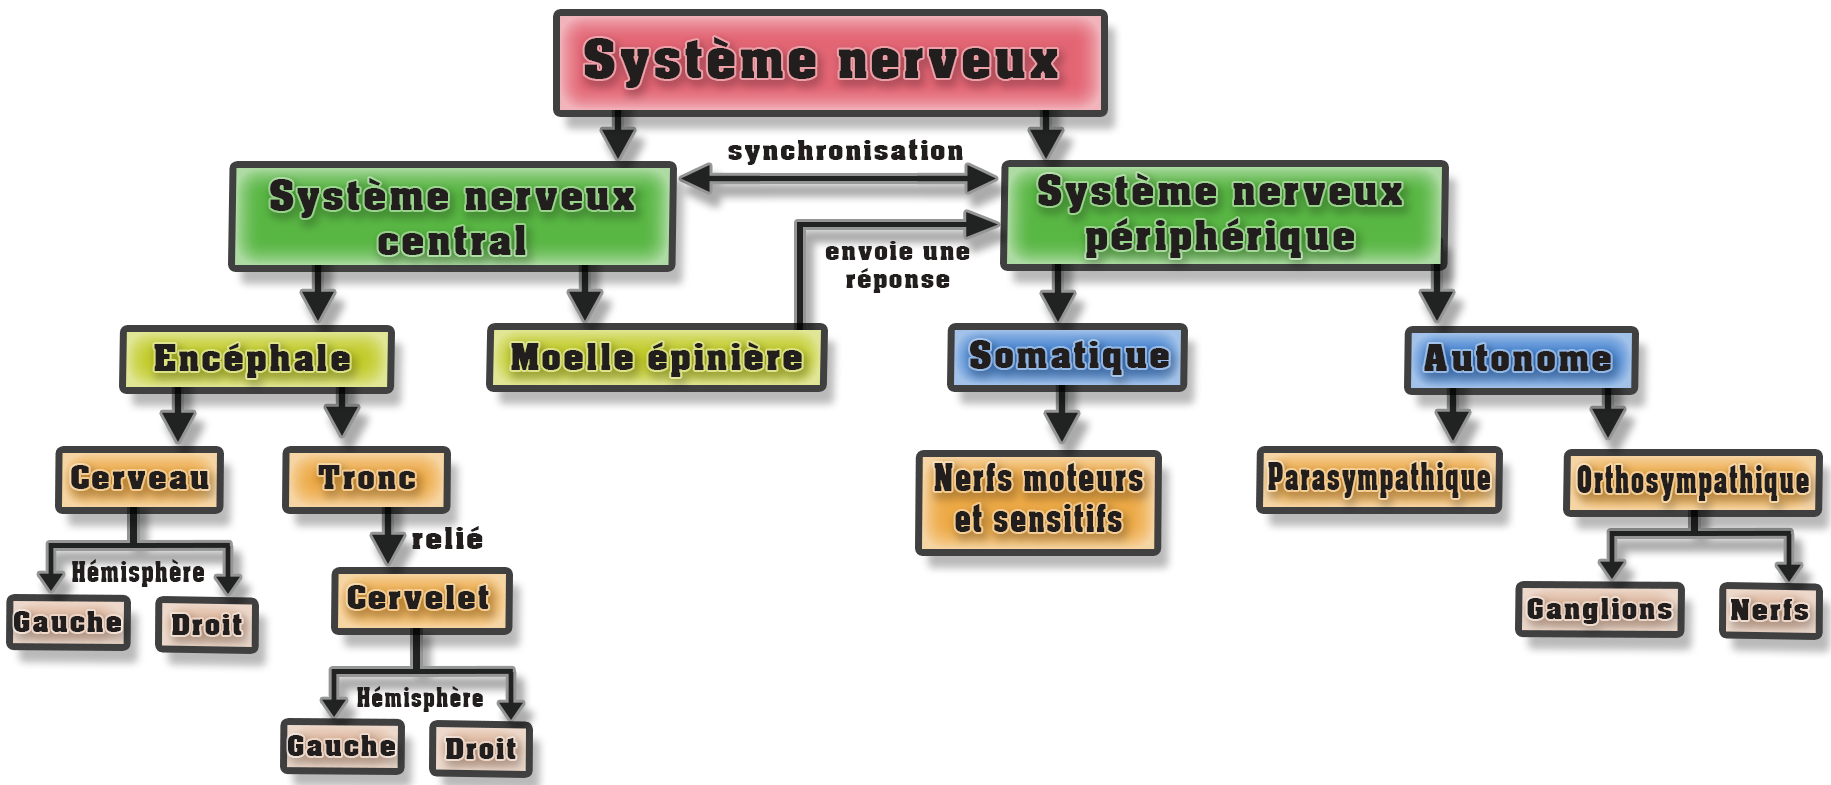 Système nerveux
synchronisation
Système nerveux
central
Système nerveux
périphérique
envoie une
réponse
Encéphale
Moelle épinière
Somatique
Autonome
Cerveau
Tronc
Nerfs moteurs
et sensitifs
Parasympathique
Orthosympathique
relié
Hémisphère
Gauche
Droit
Cervelet
Ganglions
Nerfs
Hémisphère
Gauche
Droit